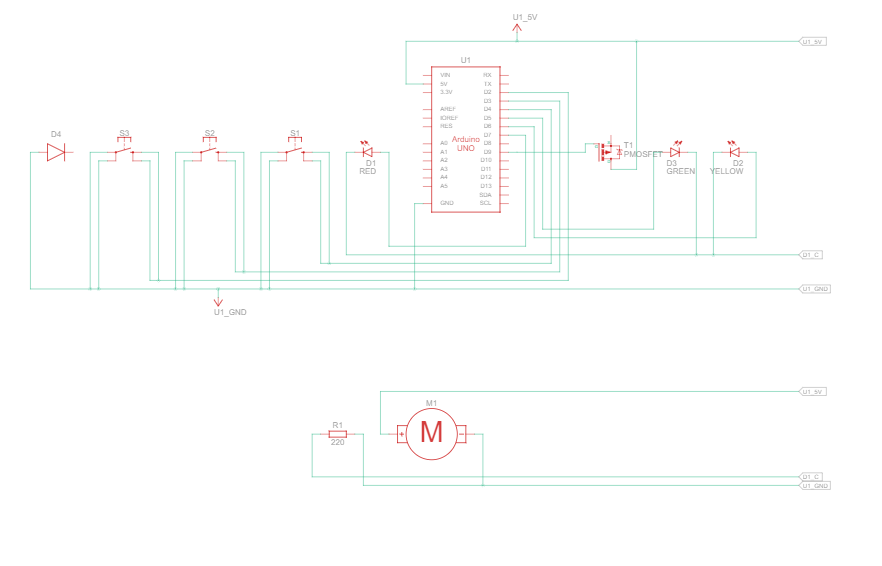 U1_5V
U1_5V
U1
VIN
5V
3.3V
AREF
IOREF
RES
A0
A1
A2
A3
A4
A5
GND
RX
TX
D2
D3
D4
D5
D6
D7
D8
D9
D10
D11
D12
D13
SDA
SCL
Arduino
UNO
D4
S3
S2
S1
D1
RED
T1
PMOSFET
D3
GREEN
D2
YELLOW
D1_C
U1_GND
U1_GND
U1_5V
M1
M
R1
220
D1_C
U1_GND